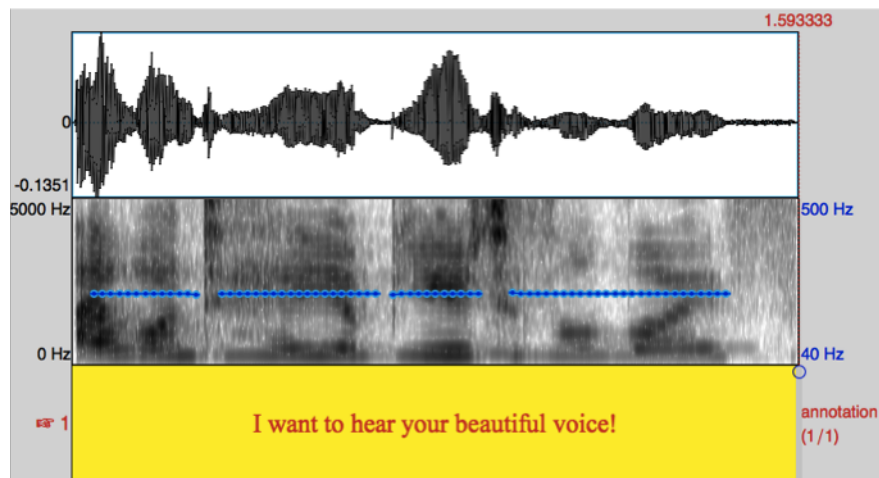 1.593333
0
-0.1351
5000 Hz
500 Hz
0 Hz
40 Hz
☞ 1
I want to hear your beautiful voice!
annotation
(1/1)